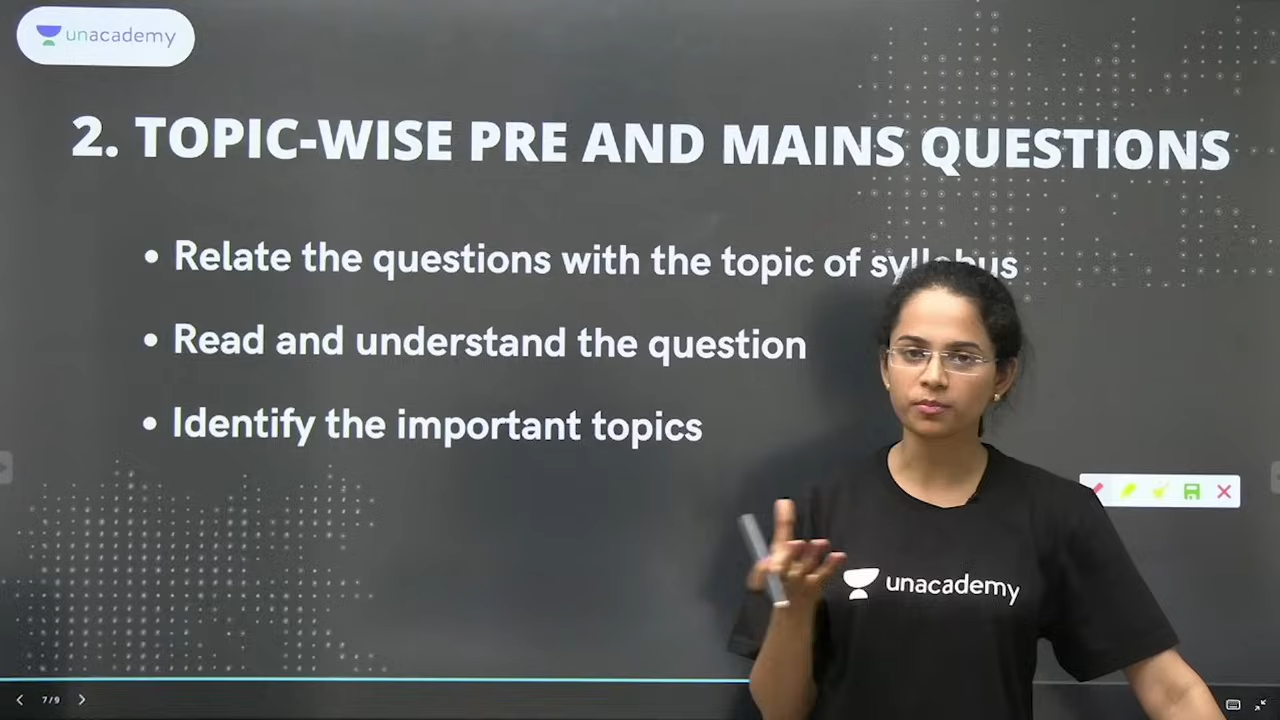 unacademy
2. TOPIC-WISE PRE AND MAINS QUESTIONS
• Relate the questions with the topic of syllabus
• Read and understand the question
• Identify the important topics
unacademy
7/9